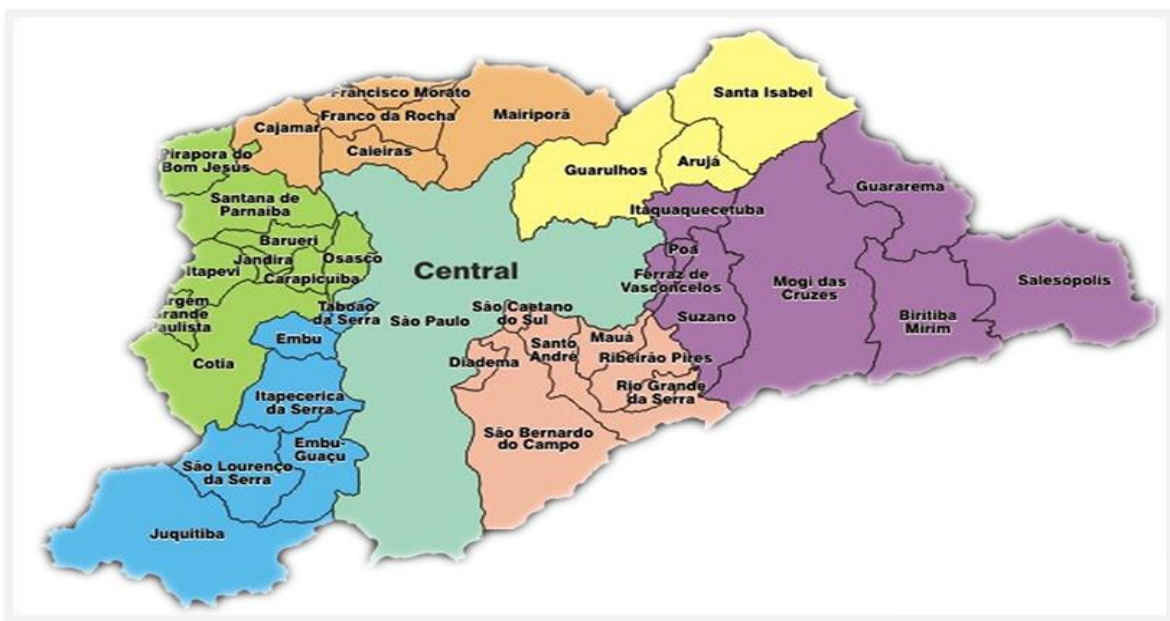 Santa Isabel
Francisco Morato
Franco da Rocha
Mairiporã
Cajamar
Caieiras
Guarulhos
Arujá
Pirapora do
Bom Jesus
Guararema
Santana de
Parnaíba
Itaquaquecetuba
Barueri
Jandira
Osasco
Itapevi
Carapicuíba
Poá
Ferraz de
Vasconcelos
Central
Mogi das
Cruzes
Salesópolis
Vargem
Grande
Paulista
Taboão
da Serra
São Paulo
São Caetano
do Sul
Suzano
Biritiba
Mirim
Embu
Cotia
Diadema
Santo
André
Mauá
Ribeirão Pires
Rio Grande
da Serra
Itapecerica
da Serra
São Bernardo
do Campo
Embu-
Guaçu
São Lourenço
da Serra
Juquitiba